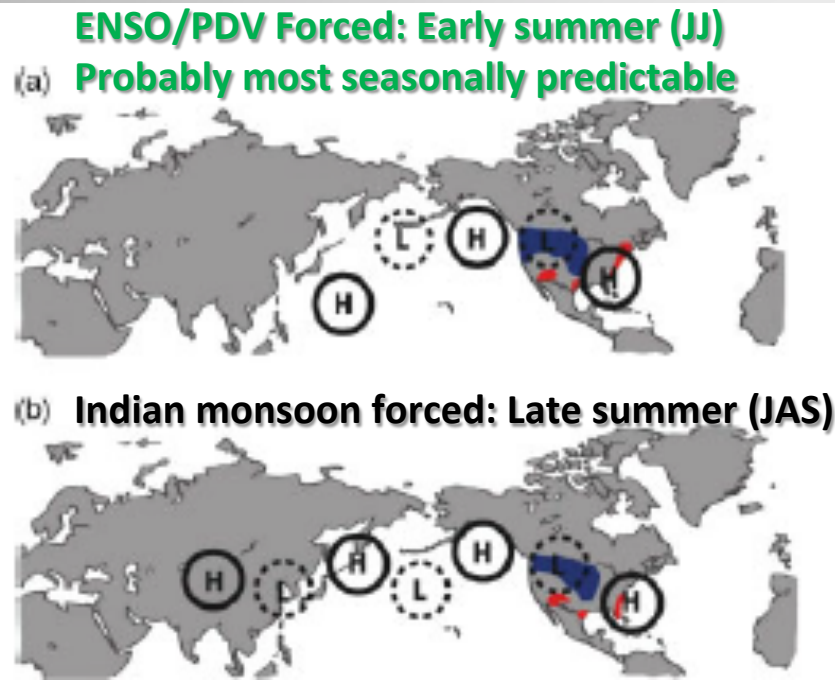 ENSO/PDV Forced: Early summer (JJ)
(a) Probably most seasonally predictable
L H L H
H
(b) Indian monsoon forced: Late summer (JAS)
H L H L H L H